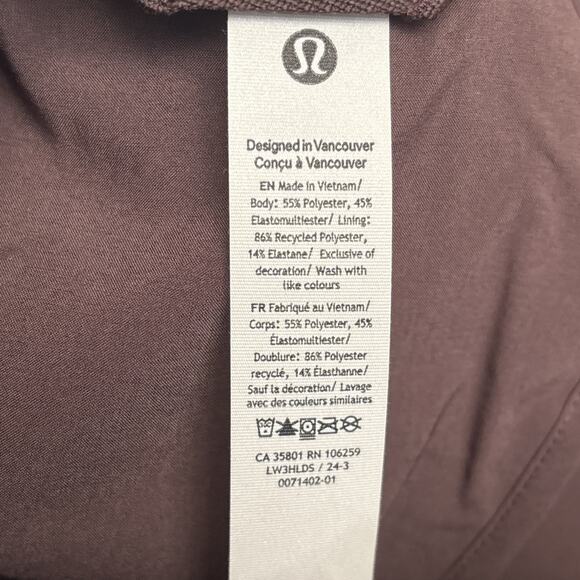 Designed in Vancouver
Conçu à Vancouver
EN Made in Vietnam/
Body: 55% Polyester, 45%
Elastomultiester/ Lining:
86% Recycled Polyester,
14% Elastane/ Exclusive of
decoration/ Wash with
like colours
FR Fabriqué au Vietnam/
Corps: 55% Polyester, 45%
Élastomultiester/
Doublure: 86% Polyester
recyclé, 14% Élasthanne/
Sauf la décoration/ Lavage
avec des couleurs similaires
CA 35801 RN 106259
LW3HLDS / 24-3
0071402-01